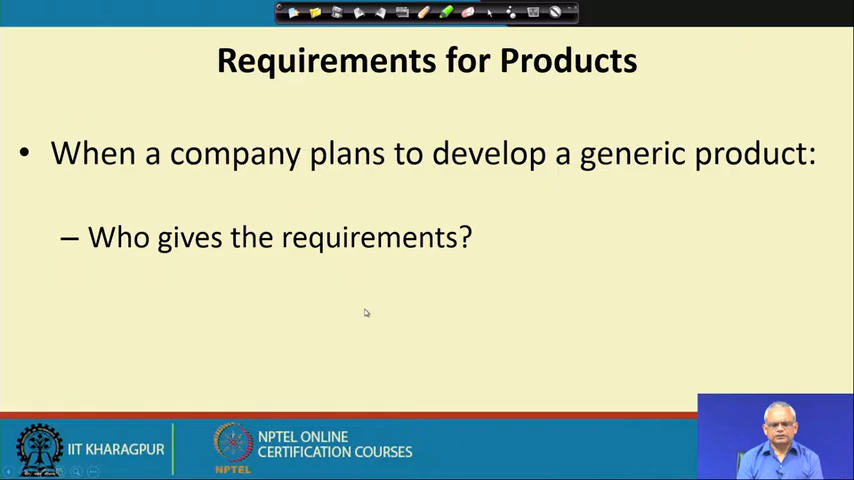 Requirements for Products
• When a company plans to develop a generic product:
– Who gives the requirements?
IIT KHARAGPUR
NPTEL
NPTEL ONLINE
CERTIFICATION COURSES